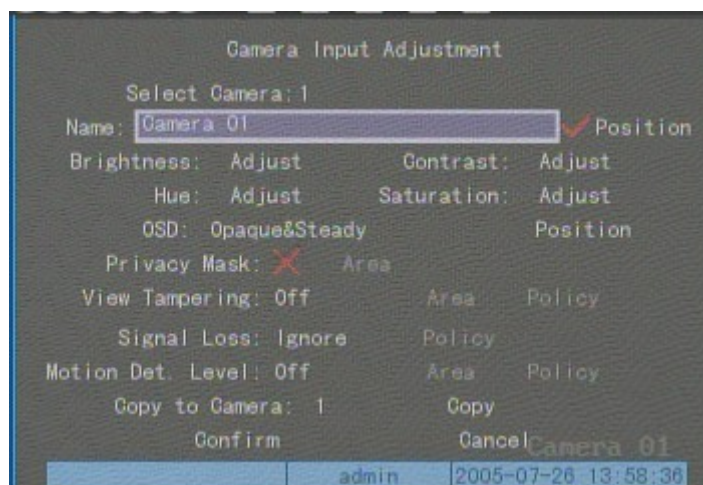 Camera Input Adjustment
Select Camera:1
Name: Camera 01 Position
Brightness: Adjust Contrast: Adjust
Hue: Adjust Saturation: Adjust
OSD: Opaque&Steady Position
Privacy Mask: Area
View Tampering: Off Area Policy
Signal Loss: Ignore Policy
Motion Det. Level: Off Area Policy
Copy to Camera: 1 Copy
Confirm Cancel
Camera 01
admin 2005-07-26 13:58:36